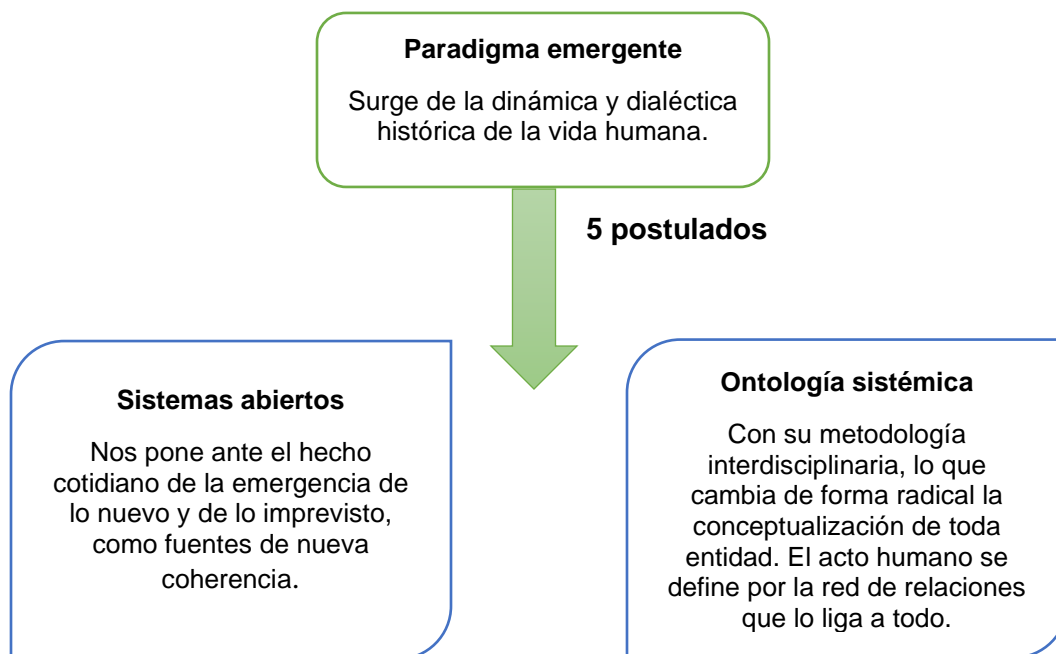 Paradigma emergente
Surge de la dinámica y dialéctica
histórica de la vida humana.
5 postulados
Sistemas abiertos
Nos pone ante el hecho
cotidiano de la emergencia de
lo nuevo y de lo imprevisto,
como fuentes de nueva
coherencia.
Ontología sistémica
Con su metodología
interdisciplinaria, lo que
cambia de forma radical la
conceptualización de toda
entidad. El acto humano se
define por la red de relaciones
que lo liga a todo.